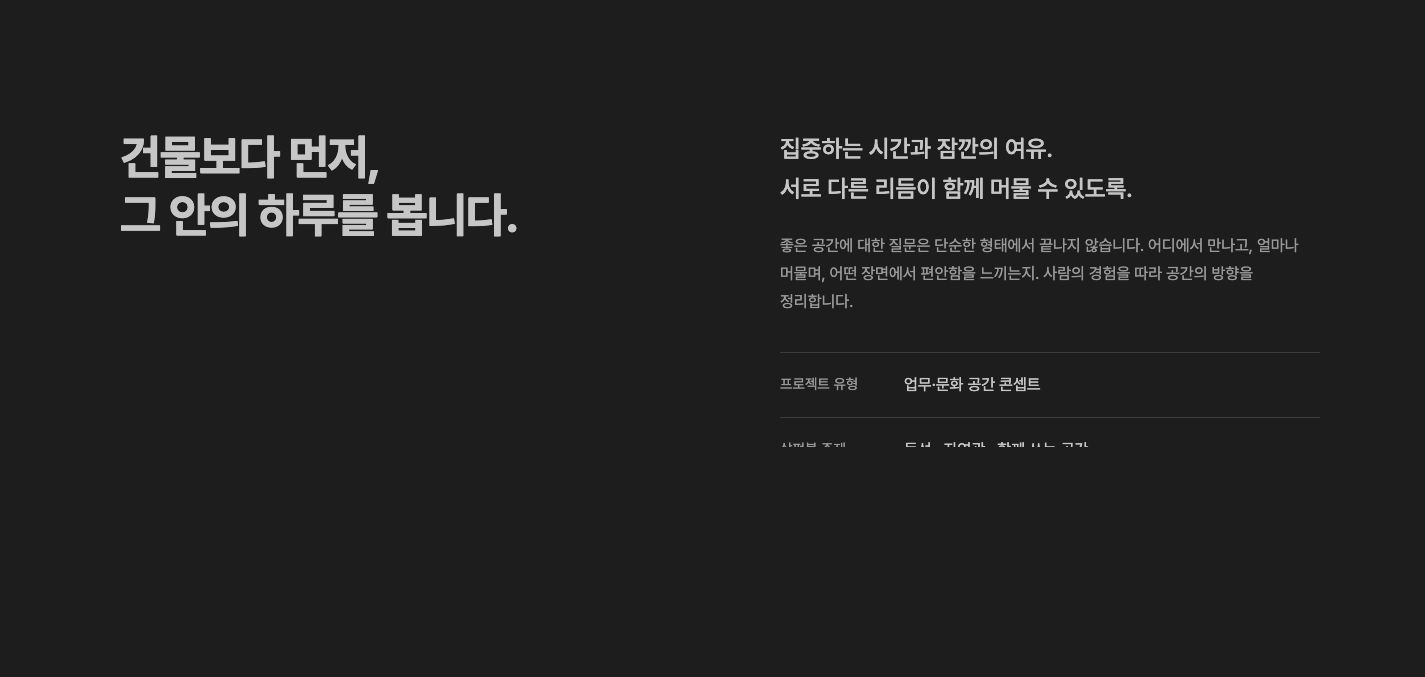 건물보다 먼저,
그 안의 하루를 봅니다.
집중하는 시간과 잠깐의 여유.
서로 다른 리듬이 함께 머물 수 있도록.
좋은 공간에 대한 질문은 단순한 형태에서 끝나지 않습니다. 어디에서 만나고, 얼마나
머물며, 어떤 장면에서 편안함을 느끼는지. 사람의 경험을 따라 공간의 방향을
정리합니다.
프로젝트 유형 업무·문화 공간 콘셉트